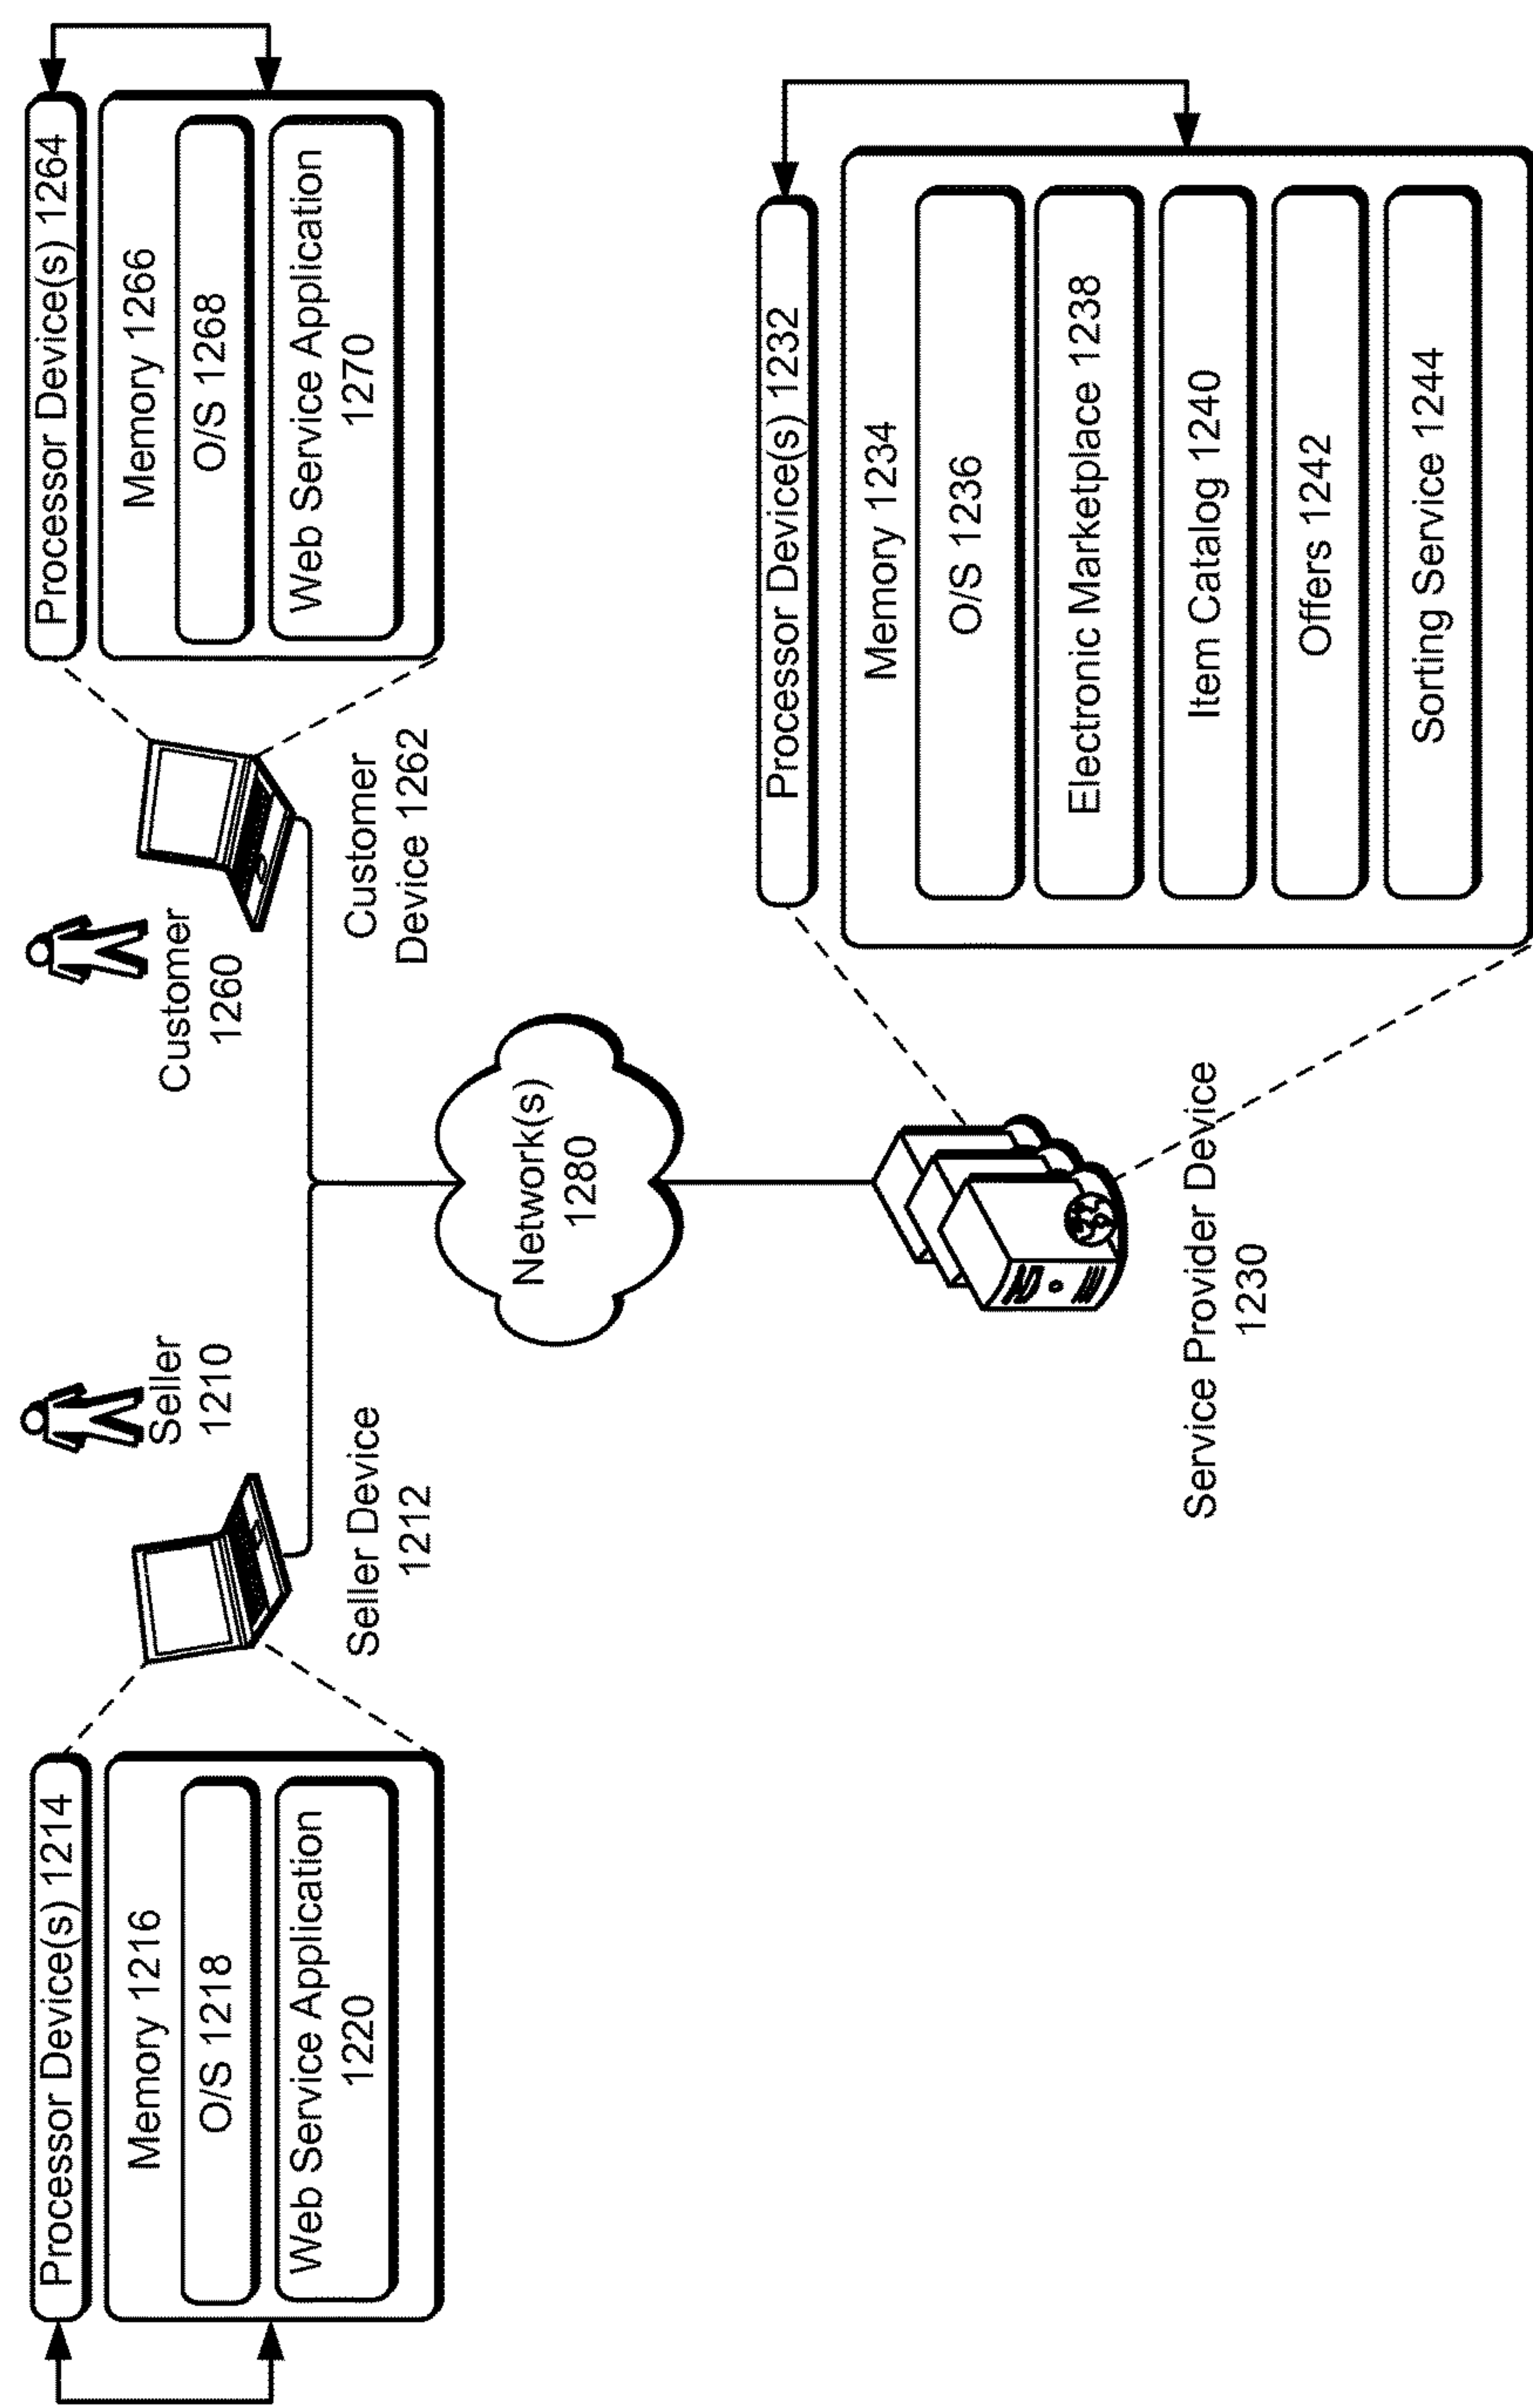 Processor Device(s) 1214
Memory 1216
O/S 1218
Web Service Application
1220
Seller
1210
Seller Device
1212
Customer
1260
Customer
Device 1262
Processor Device(s) 1264
Memory 1266
O/S 1268
Web Service Application
1270
Network(s)
1280
Service Provider Device
1230
Processor Device(s) 1232
Memory 1234
O/S 1236
Electronic Marketplace 1238
Item Catalog 1240
Offers 1242
Sorting Service 1244